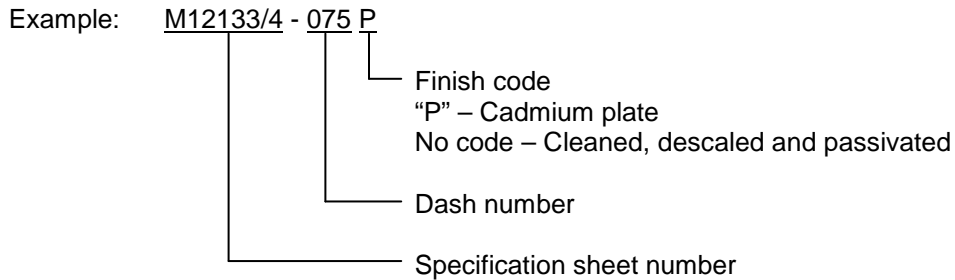 Example: M12133/4 - 075 P
Finish code
“P” – Cadmium plate
No code – Cleaned, descaled and passivated
Dash number
Specification sheet number